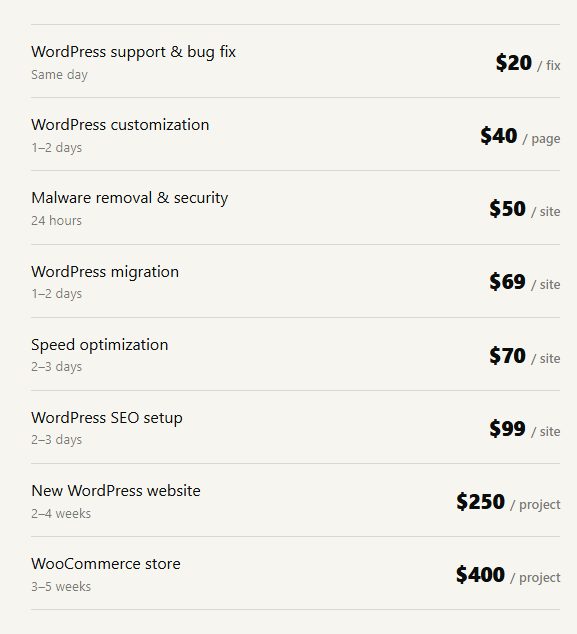 WordPress support & bug fix
Same day
$20 / fix
WordPress customization
1–2 days
$40 / page
Malware removal & security
24 hours
$50 / site
WordPress migration
1–2 days
$69 / site
Speed optimization
2–3 days
$70 / site
WordPress SEO setup
2–3 days
$99 / site
New WordPress website
2–4 weeks
$250 / project
WooCommerce store
3–5 weeks
$400 / project